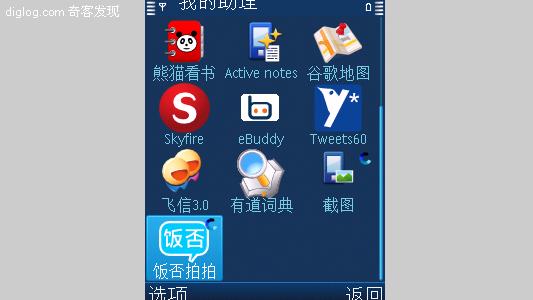 diglog.com 奇客发现
我的助理
熊猫看书 Active notes 谷歌地图
S b y*
Skyfire eBuddy Tweets60
飞信3.0 有道词典 截图
饭否
饭否拍拍
选项 返回